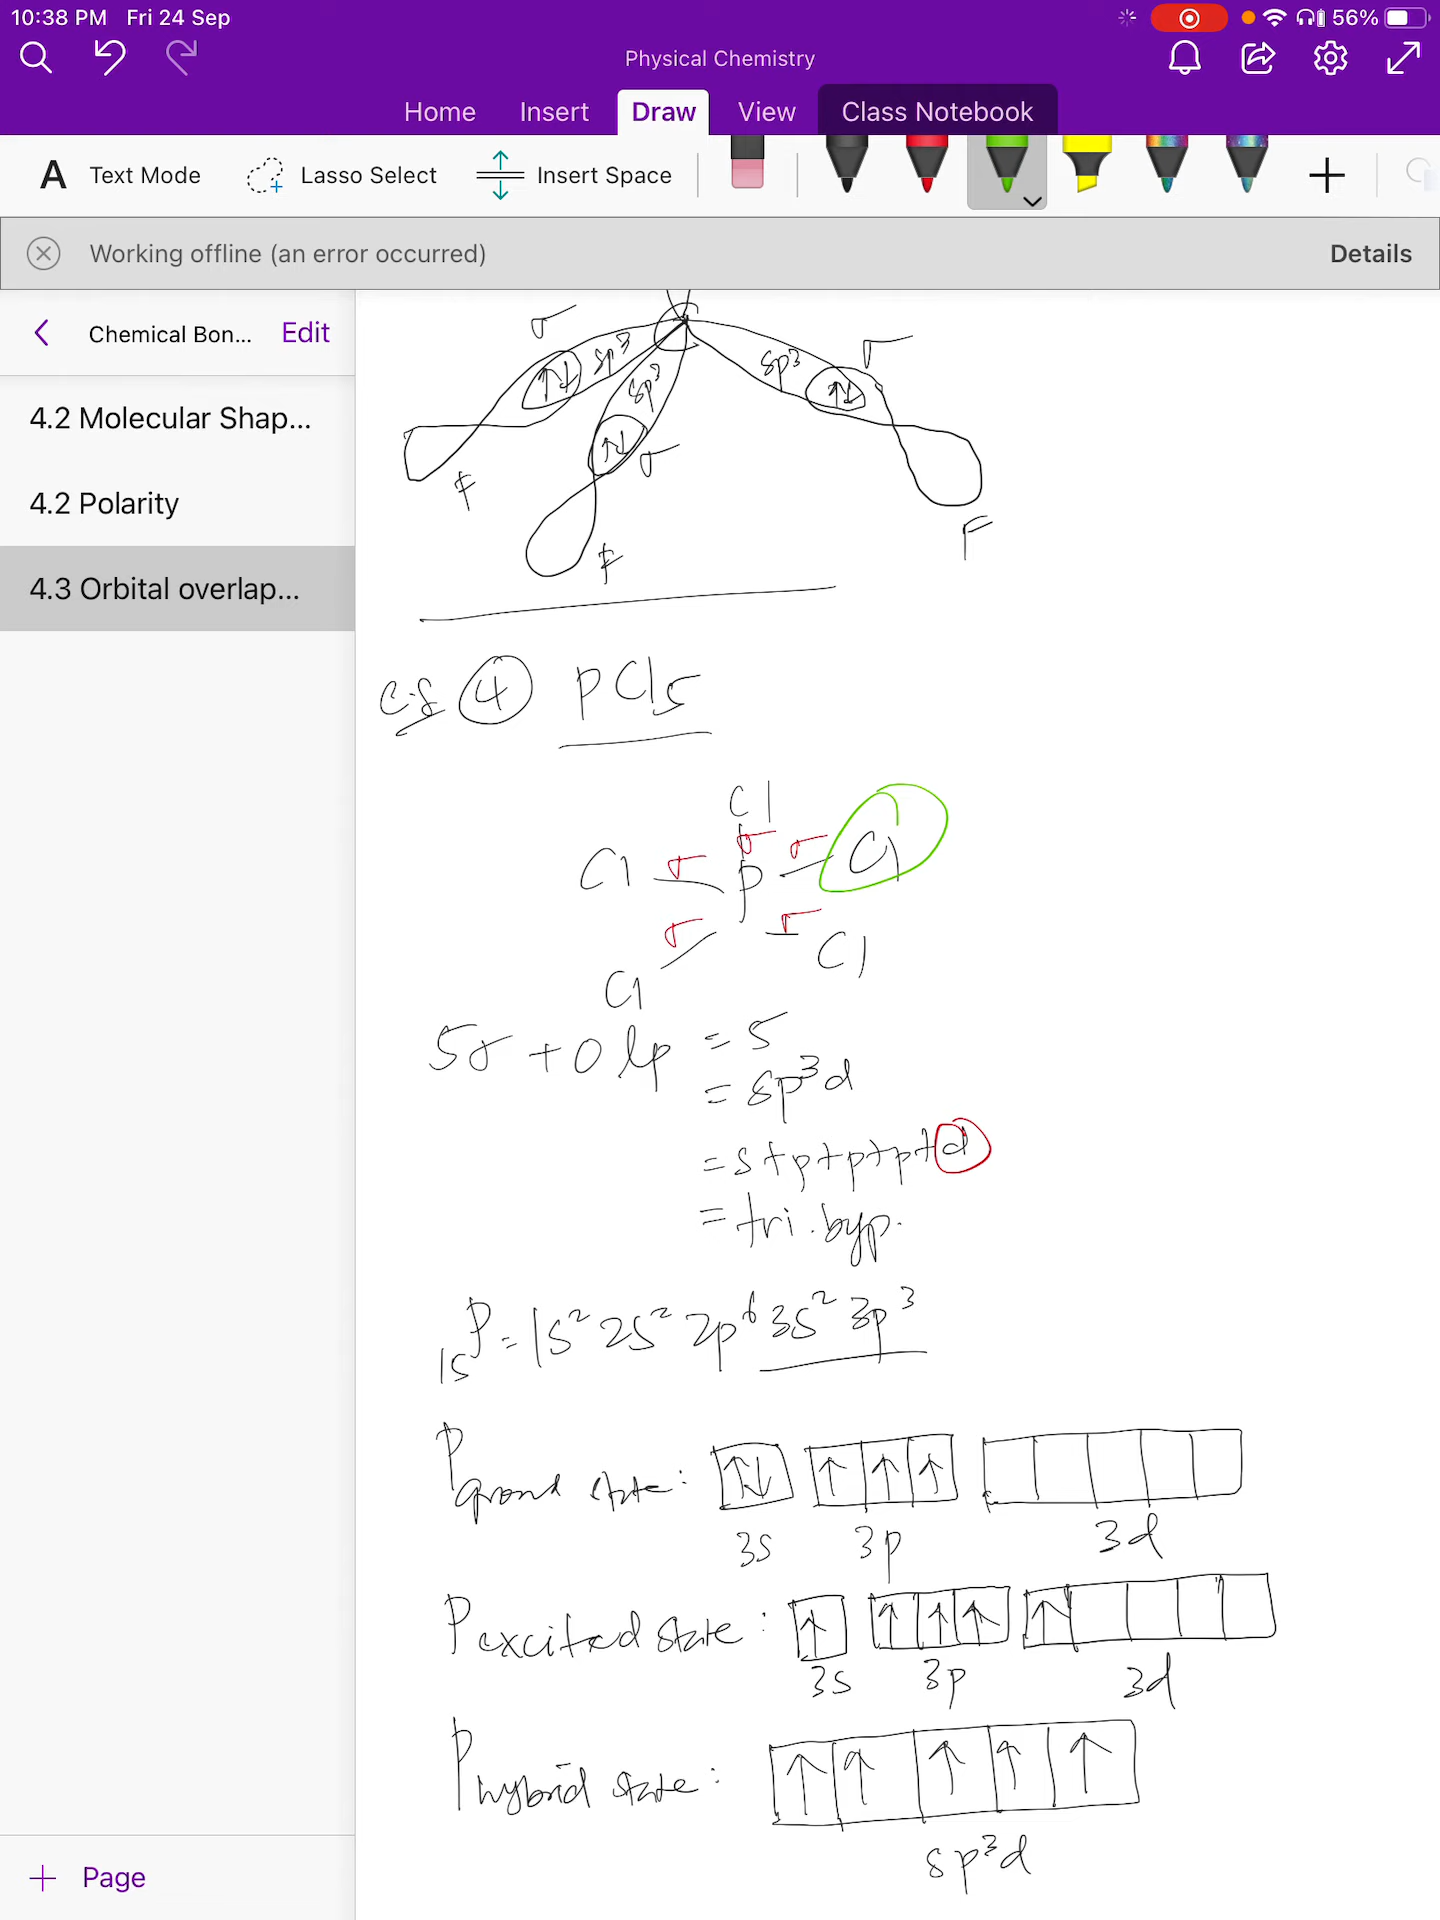 10:38 PM Fri 24 Sep 56%
Physical Chemistry
Home Insert Draw View Class Notebook
A Text Mode Lasso Select Insert Space
Working offline (an error occurred) Details
Chemical Bon... Edit
4.2 Molecular Shap...
4.2 Polarity
4.3 Orbital overlap...
+ Page
σ sp³ sp³ sp³ σ
↑↓ ↑↓ ↑↓
σ
F F F
e.g. ④ PCl₅
Cl
Cl σ σ σ Cl
P
σ σ
Cl Cl
5σ + 0 lp = 5
= sp³d
= s+p+p+p+d
= tri. byp.
₁₅P = 1s² 2s² 2p⁶ 3s² 3p³
P ground state: ↑↓ ↑ ↑ ↑
3s 3p 3d
P excited state: ↑ ↑ ↑ ↑ ↑
3s 3p 3d
P hybrid state: ↑ ↑ ↑ ↑ ↑
sp³d